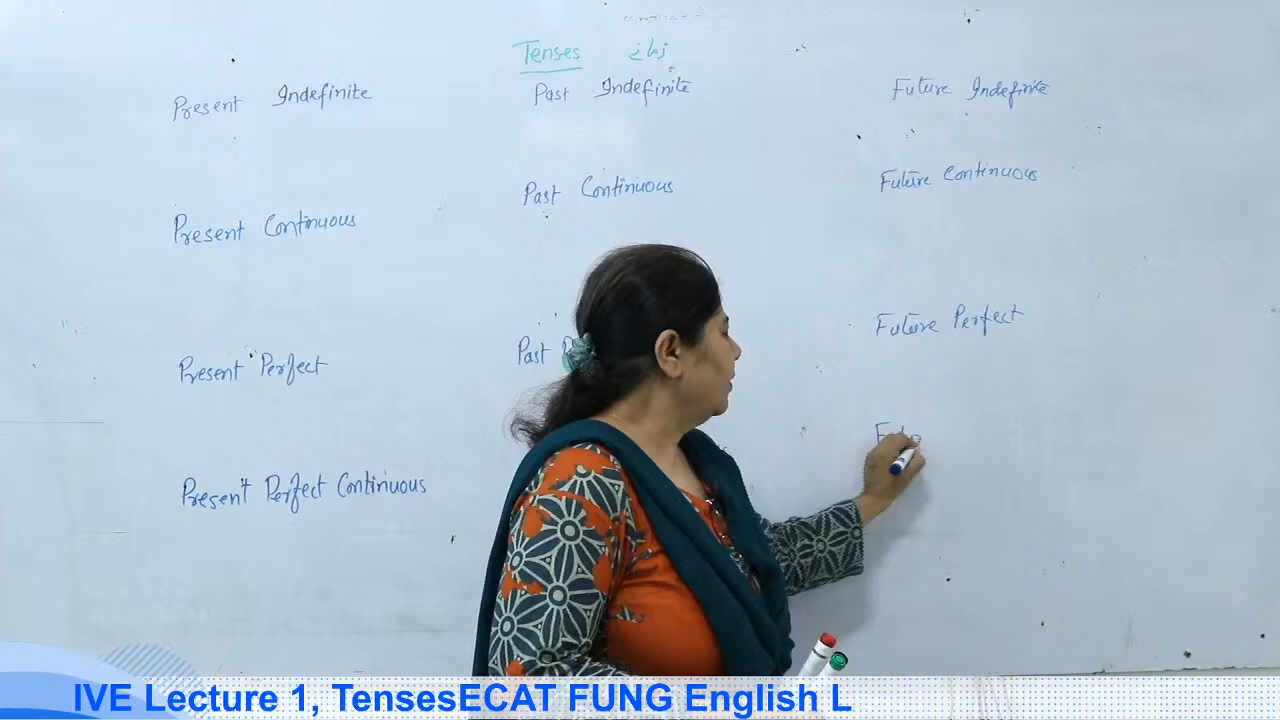 Tenses زمانے
Present Indefinite
Past Indefinite
Future Indefinite
Present Continuous
Past Continuous
Future Continuous
Present Perfect
Past
Future Perfect
Present Perfect Continuous
IVE Lecture 1, TensesECAT FUNG English L